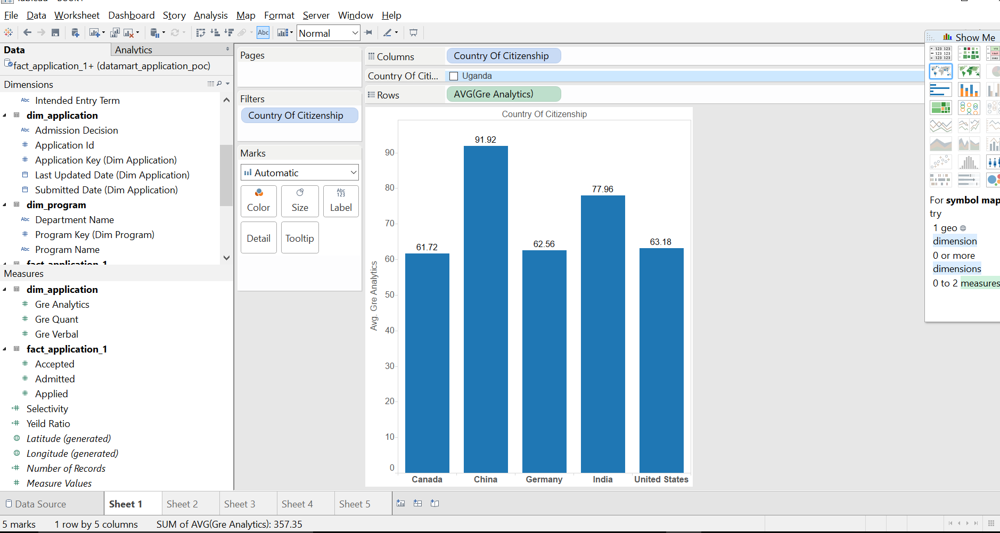 File Data Worksheet Dashboard Story Analysis Map Format Server Window Help
Abc Normal
Show Me
Data Analytics
fact_application_1+ (datamart_application_poc)
Dimensions
Abc Intended Entry Term
dim_application
Abc Admission Decision
# Application Id
# Application Key (Dim Application)
Last Updated Date (Dim Application)
Submitted Date (Dim Application)
dim_program
Abc Department Name
# Program Key (Dim Program)
Abc Program Name
fact_application_1
Measures
dim_application
# Gre Analytics
# Gre Quant
# Gre Verbal
fact_application_1
# Accepted
# Admitted
# Applied
=# Selectivity
=# Yeild Ratio
Latitude (generated)
Longitude (generated)
=# Number of Records
# Measure Values
Pages
Filters
Country Of Citizenship
Marks
Automatic
Color Size Abc 123 Label
Detail Tooltip
Columns Country Of Citizenship
Country Of Citi... Uganda
Rows AVG(Gre Analytics)
Country Of Citizenship
Avg. Gre Analytics
90
80
70
60
50
40
30
20
10
0
61.72 91.92 62.56 77.96 63.18
Canada China Germany India United States
For symbol map
try
1 geo
dimension
0 or more
dimensions
0 to 2 measures
Data Source Sheet 1 Sheet 2 Sheet 3 Sheet 4 Sheet 5
5 marks 1 row by 5 columns SUM of AVG(Gre Analytics): 357.35